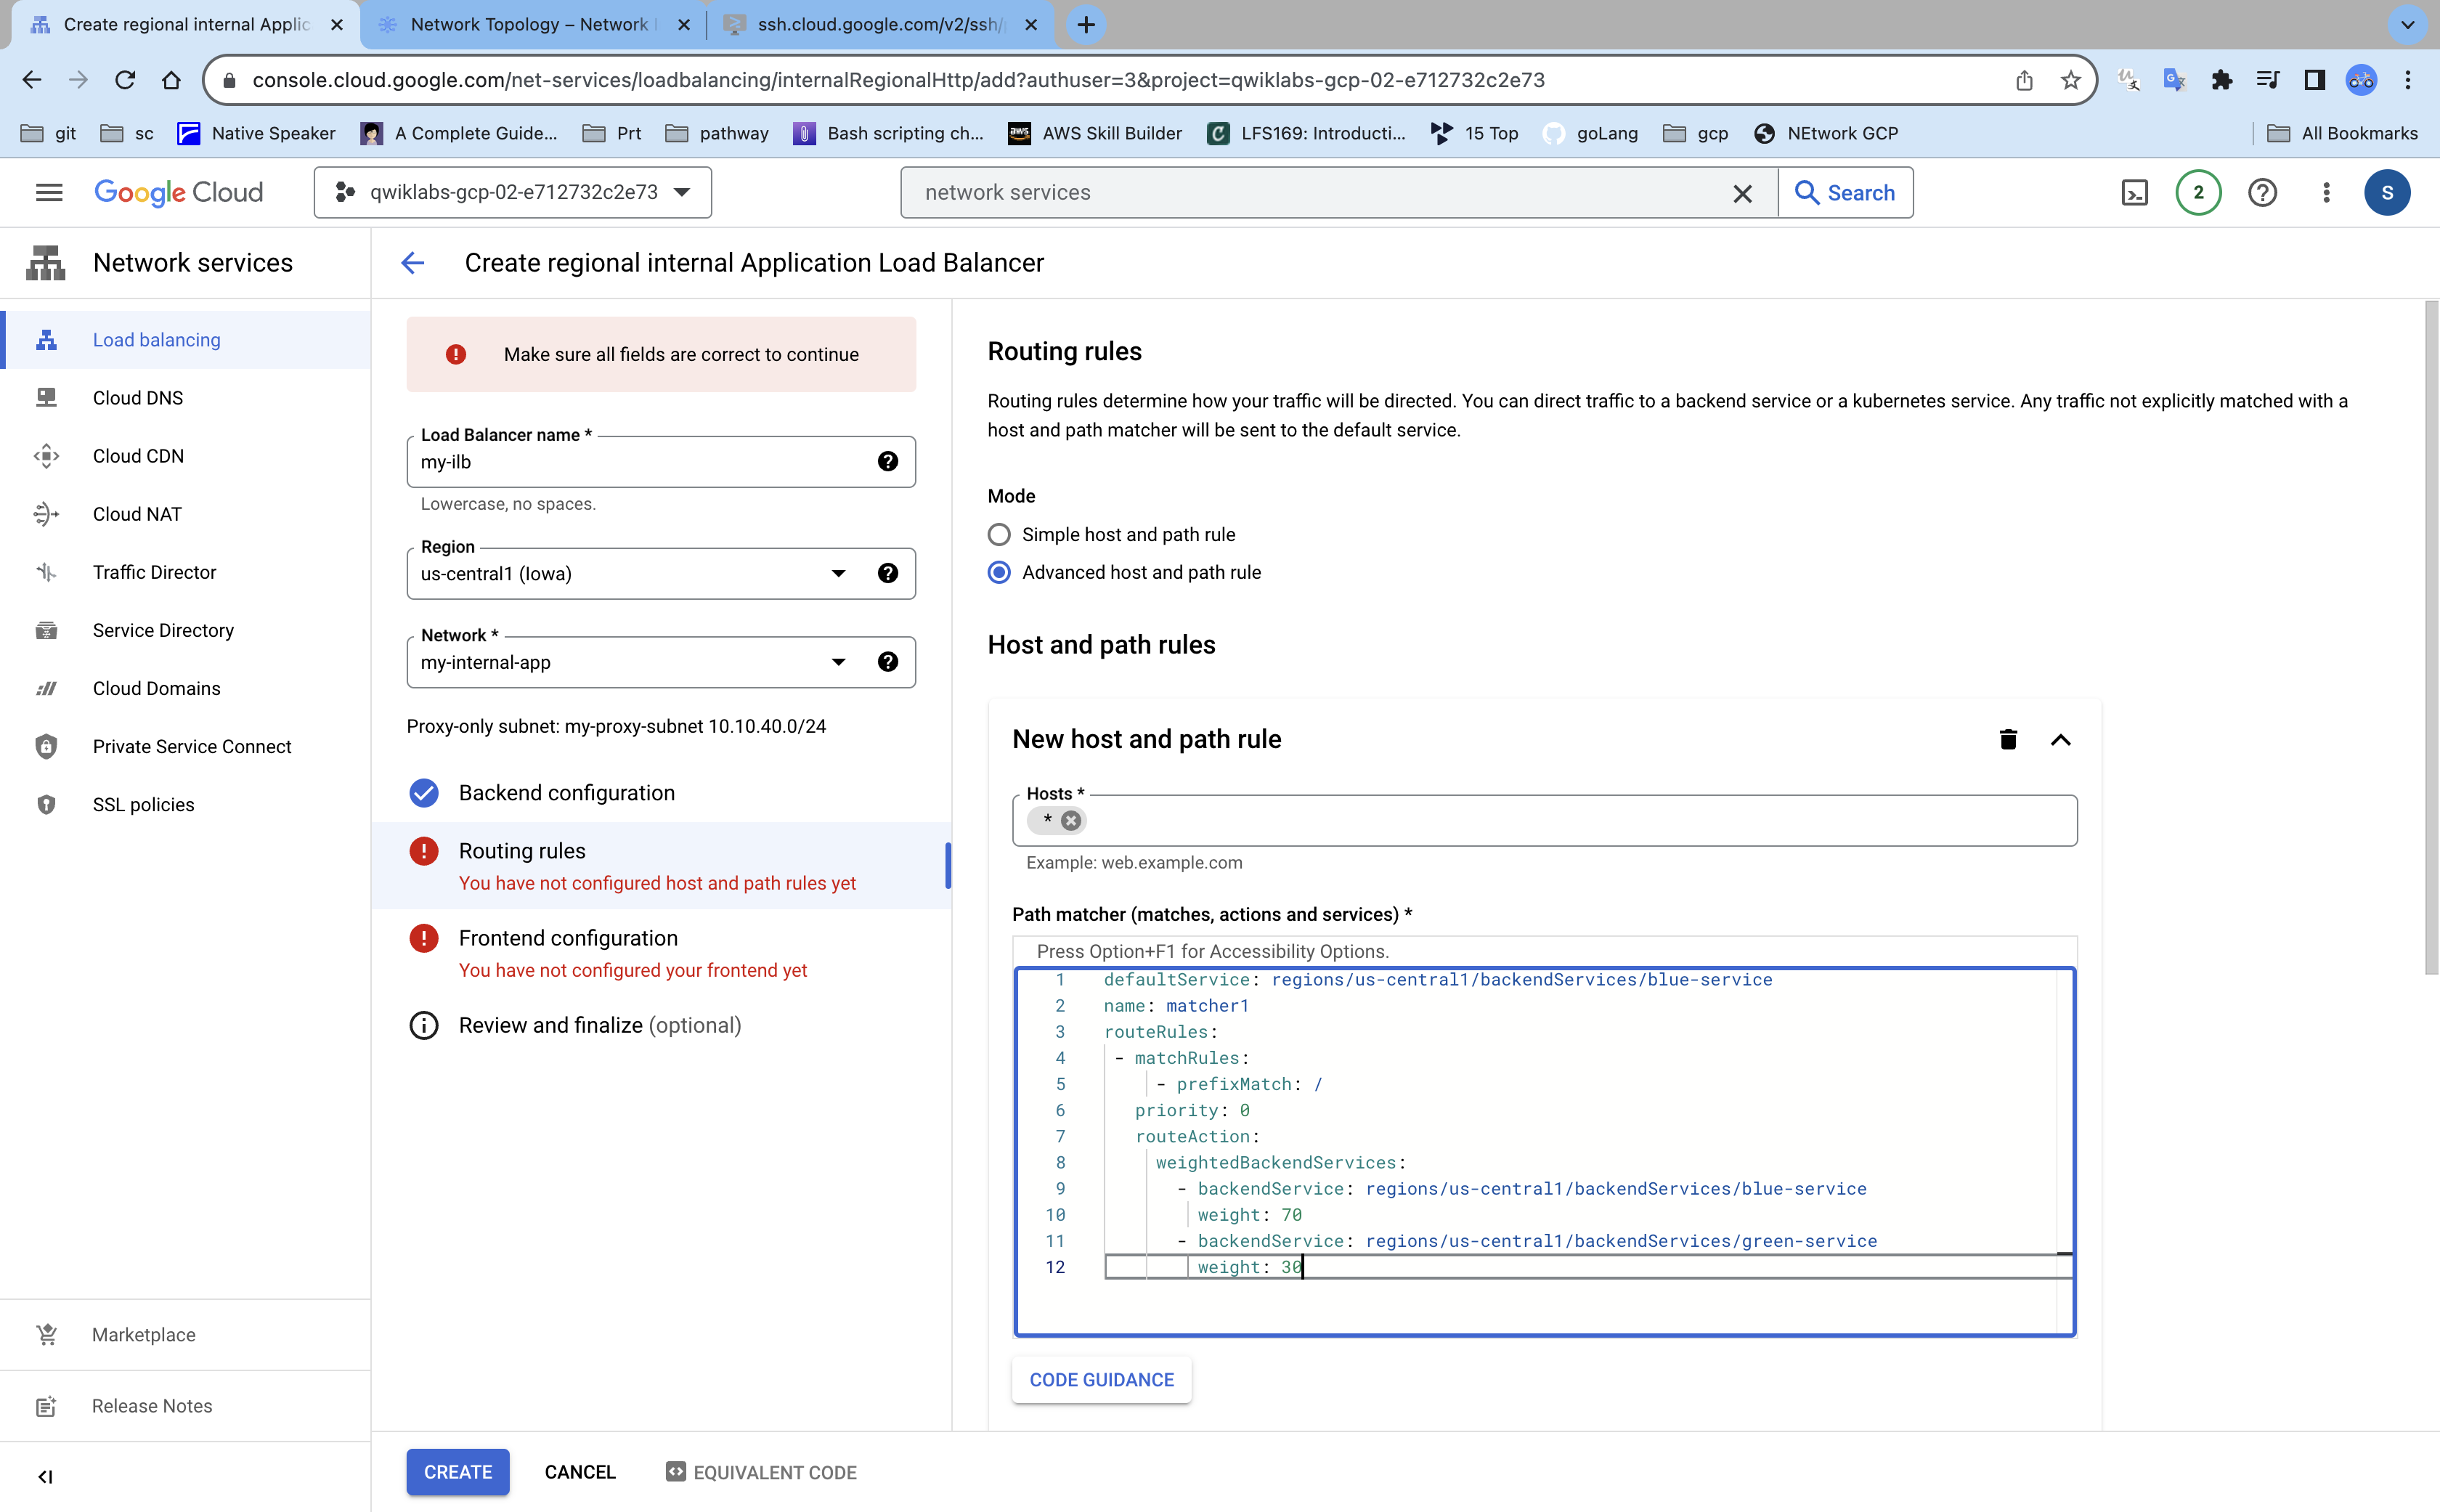 Create regional internal Applic
Network Topology – Network
ssh.cloud.google.com/v2/ssh/
console.cloud.google.com/net-services/loadbalancing/internalRegionalHttp/add?authuser=3&project=qwiklabs-gcp-02-e712732c2e73
git
sc
Native Speaker
A Complete Guide...
Prt
pathway
Bash scripting ch...
AWS Skill Builder
LFS169: Introducti...
15 Top
goLang
gcp
NEtwork GCP
All Bookmarks
Google Cloud
qwiklabs-gcp-02-e712732c2e73
network services
Search
2
S
Network services
Create regional internal Application Load Balancer
Load balancing
Cloud DNS
Cloud CDN
Cloud NAT
Traffic Director
Service Directory
Cloud Domains
Private Service Connect
SSL policies
Marketplace
Release Notes
Make sure all fields are correct to continue
Load Balancer name *
my-ilb
Lowercase, no spaces.
Region
us-central1 (Iowa)
Network *
my-internal-app
Proxy-only subnet: my-proxy-subnet 10.10.40.0/24
Backend configuration
Routing rules
You have not configured host and path rules yet
Frontend configuration
You have not configured your frontend yet
Review and finalize (optional)
Routing rules
Routing rules determine how your traffic will be directed. You can direct traffic to a backend service or a kubernetes service. Any traffic not explicitly matched with a
host and path matcher will be sent to the default service.
Mode
Simple host and path rule
Advanced host and path rule
Host and path rules
New host and path rule
Hosts *
*
Example: web.example.com
Path matcher (matches, actions and services) *
Press Option+F1 for Accessibility Options.
1 defaultService: regions/us-central1/backendServices/blue-service
2 name: matcher1
3 routeRules:
4 - matchRules:
5 - prefixMatch: /
6 priority: 0
7 routeAction:
8 weightedBackendServices:
9 - backendService: regions/us-central1/backendServices/blue-service
10 weight: 70
11 - backendService: regions/us-central1/backendServices/green-service
12 weight: 30
CODE GUIDANCE
CREATE
CANCEL
EQUIVALENT CODE